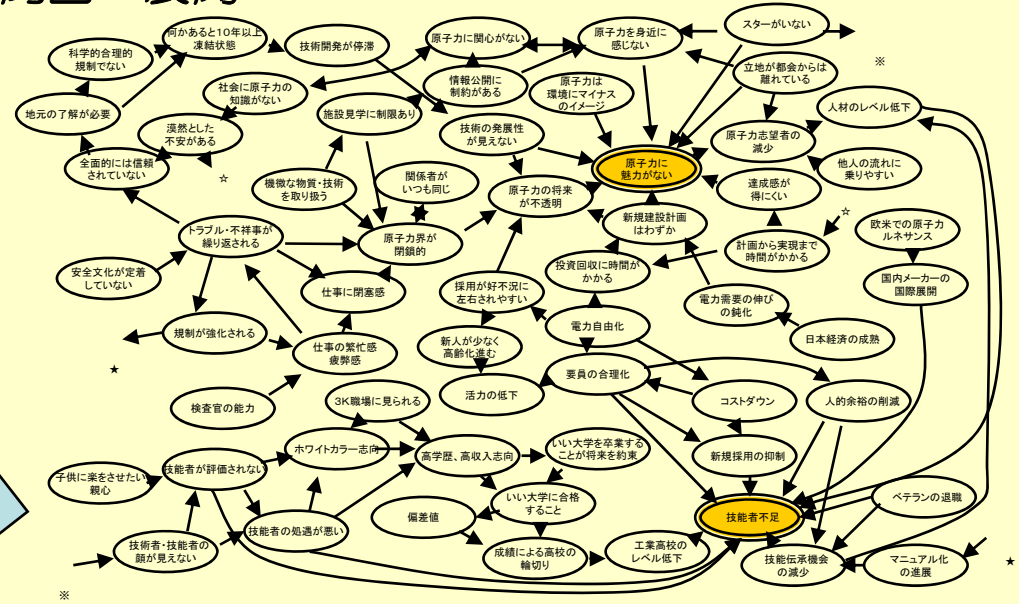 何かあると１０年以上
凍結状態
科学的合理的
規制でない
技術開発が停滞
原子力に関心がない
原子力を身近に
感じない
スターがいない
※
社会に原子力の
知識がない
情報公開に
制約がある
原子力は
環境にマイナス
のイメージ
立地が都会からは
離れている
地元の了解が必要
施設見学に制限あり
人材のレベル低下
漠然とした
不安がある
技術の発展性
が見えない
原子力志望者の
減少
全面的には信頼
されていない
☆
原子力に
魅力がない
他人の流れに
乗りやすい
機微な物質・技術
を取り扱う
関係者が
いつも同じ
原子力の将来
が不透明
達成感が
得にくい
☆
トラブル・不祥事が
繰り返される
原子力界が
閉鎖的
新規建設計画
はわずか
計画から実現まで
時間がかかる
欧米での原子力
ルネサンス
安全文化が定着
していない
仕事に閉塞感
採用が好不況に
左右されやすい
投資回収に時間が
かかる
国内メーカーの
国際展開
電力需要の伸び
の鈍化
規制が強化される
電力自由化
日本経済の成熟
★
仕事の繁忙感
疲弊感
新人が少なく
高齢化進む
要員の合理化
検査官の能力
３K職場に見られる
活力の低下
コストダウン
人的余裕の削減
子供に楽をさせたい
親心
技能者が評価されない
ホワイトカラー志向
高学歴、高収入志向
いい大学を卒業する
ことが将来を約束
新規採用の抑制
いい大学に合格
すること
ベテランの退職
技能者の処遇が悪い
偏差値
技能者不足
技術者・技能者の
顔が見えない
成績による高校の
輪切り
工業高校の
レベル低下
技能伝承機会
の減少
マニュアル化
の進展
★
※